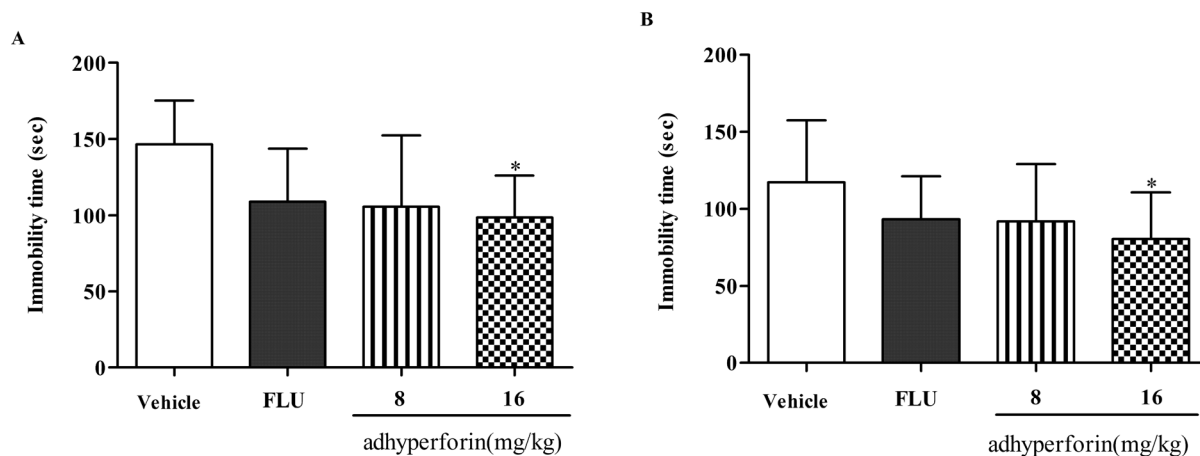 A
Immobility time (sec)
200
150
100
50
0
*
Vehicle FLU 8 16
adhyperforin(mg/kg)
B
Immobility time (sec)
200
150
100
50
0
*
Vehicle FLU 8 16
adhyperforin(mg/kg)